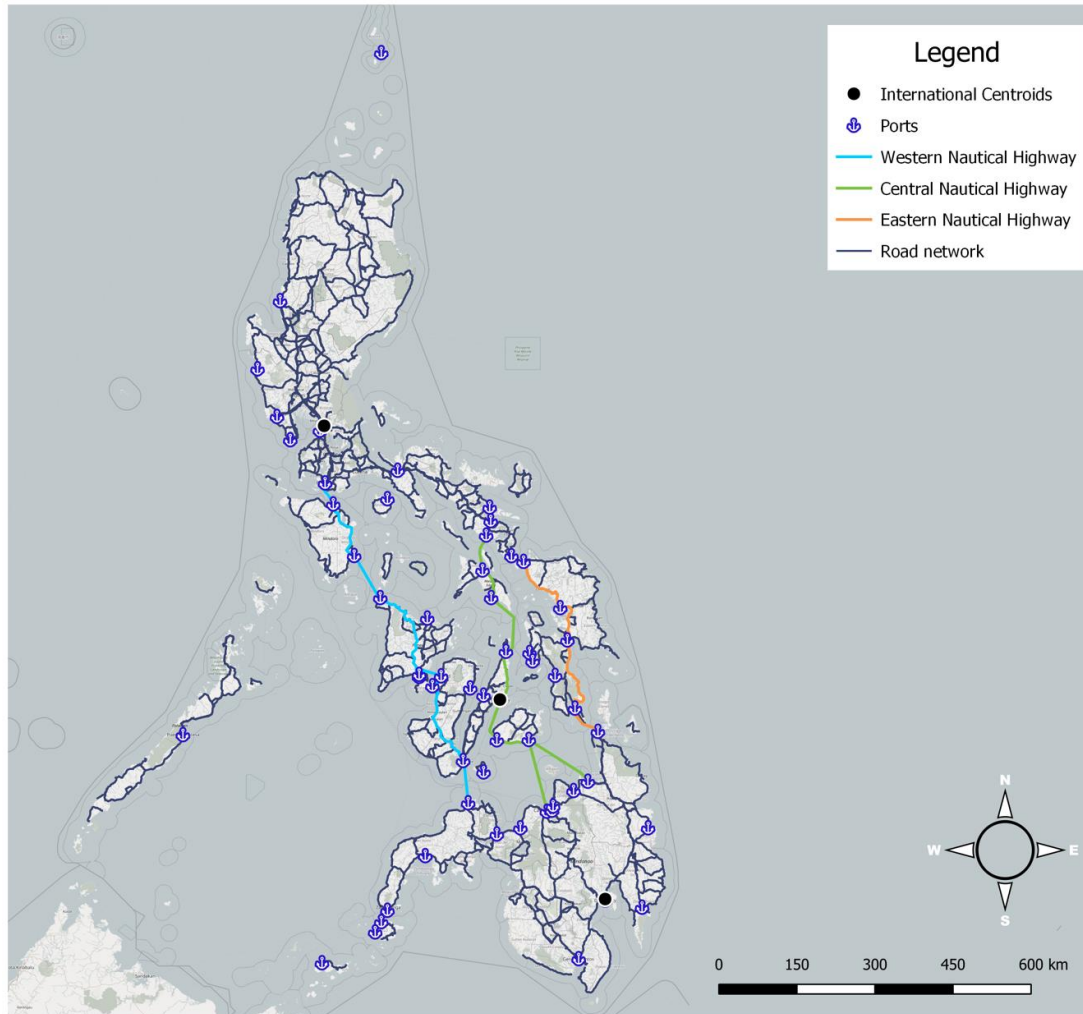 Legend
International Centroids
Ports
Western Nautical Highway
Central Nautical Highway
Eastern Nautical Highway
Road network
N
W
E
S
0
150
300
450
600 km